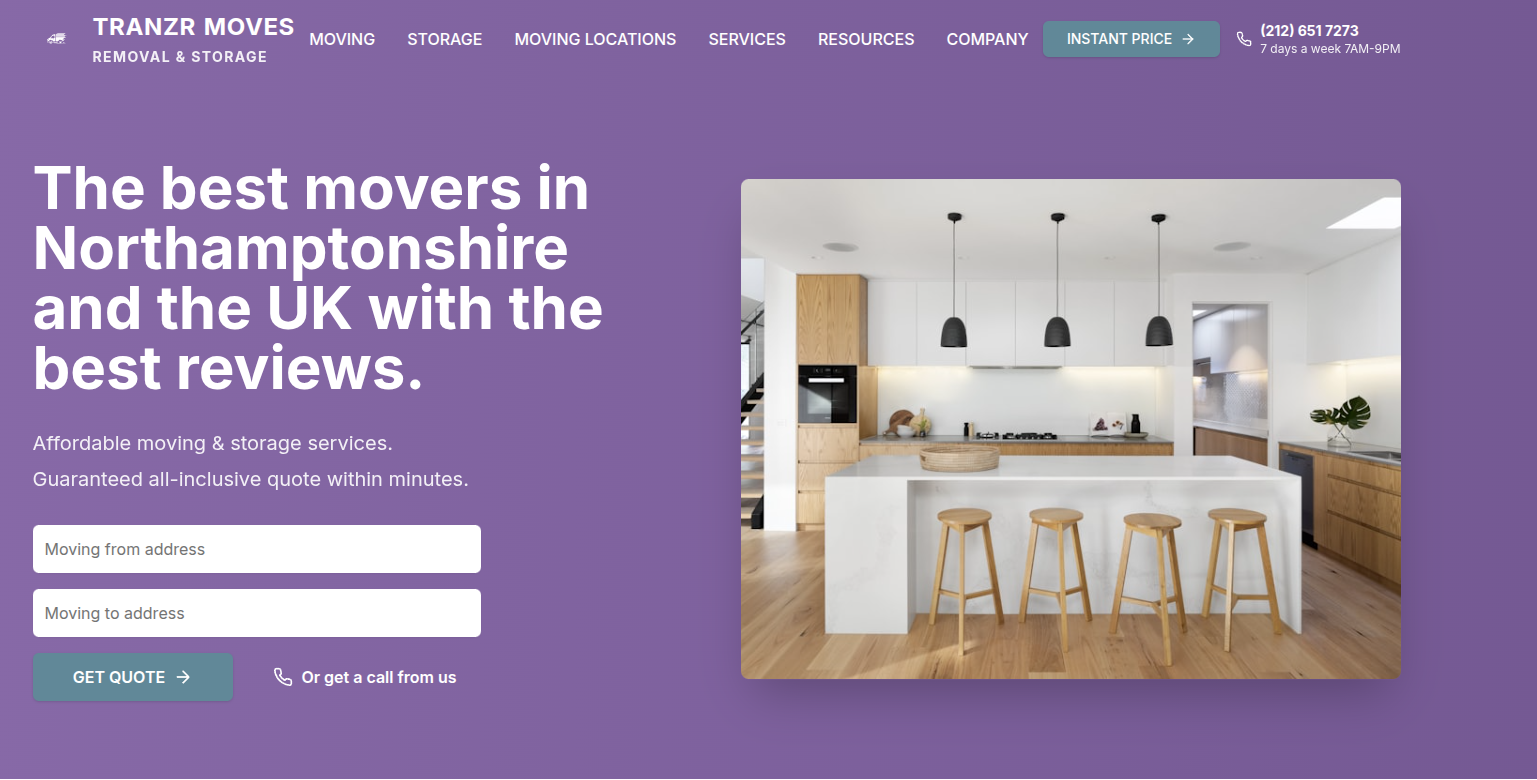 TRANZR MOVES
REMOVAL & STORAGE
MOVING
STORAGE
MOVING LOCATIONS
SERVICES
RESOURCES
COMPANY
INSTANT PRICE
(212) 651 7273
7 days a week 7AM-9PM
The best movers in
Northamptonshire
and the UK with the
best reviews.
Affordable moving & storage services.
Guaranteed all-inclusive quote within minutes.
Moving from address
Moving to address
GET QUOTE
Or get a call from us